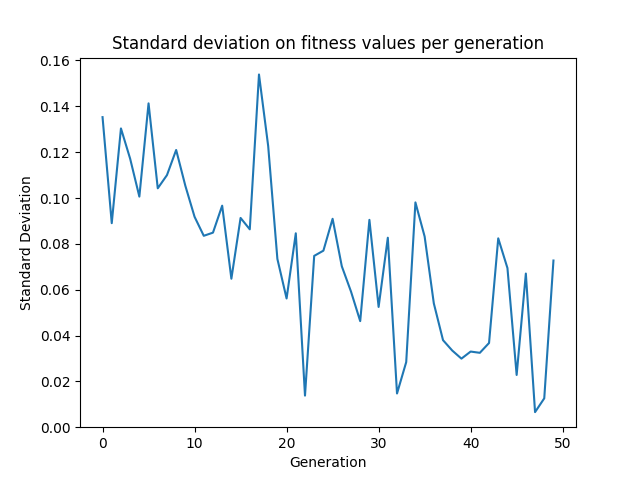 Standard deviation on fitness values per generation
0.16
0.14
0.12
0.10
0.08
0.06
0.04
0.02
0.00
Standard Deviation
0 10 20 30 40 50
Generation